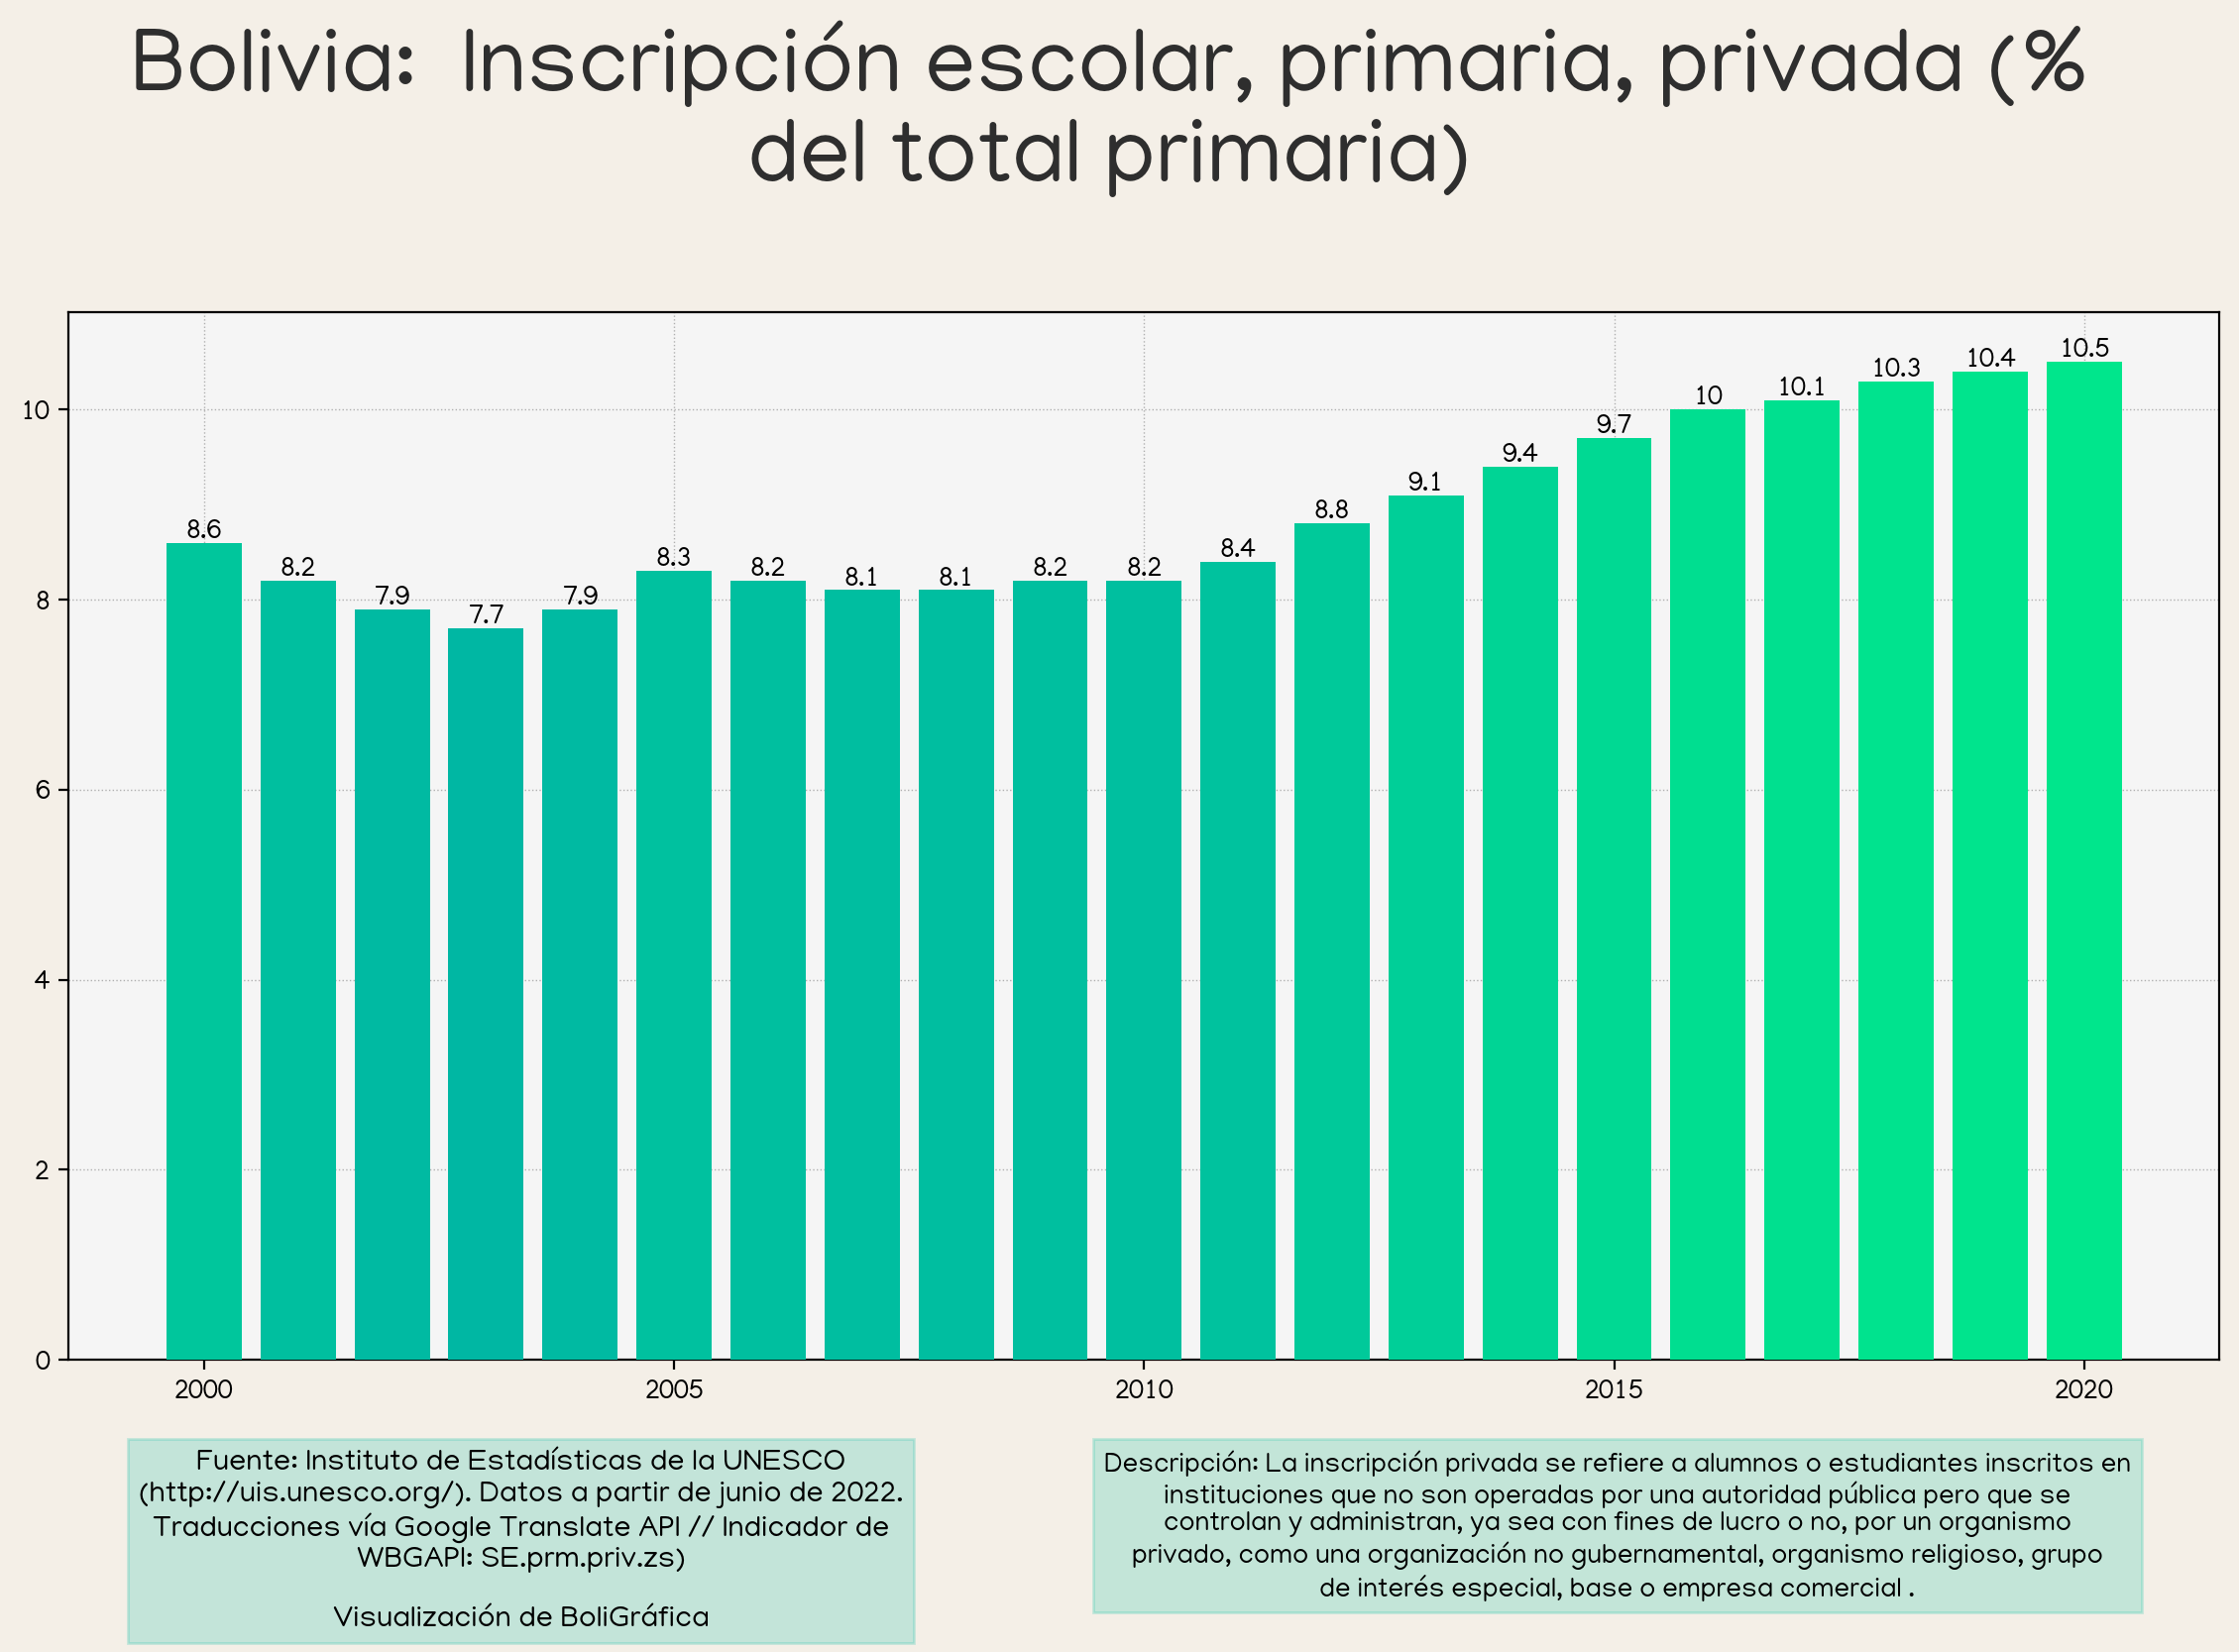 Bolivia: Inscripción escolar, primaria, privada (%
del total primaria)
10
8
6
4
2
0
8.6
8.2
7.9
7.7
7.9
8.3
8.2
8.1
8.1
8.2
8.2
8.4
8.8
9.1
9.4
9.7
10
10.1
10.3
10.4
10.5
2000
2005
2010
2015
2020
Fuente: Instituto de Estadísticas de la UNESCO
(http://uis.unesco.org/). Datos a partir de junio de 2022.
Traducciones vía Google Translate API // Indicador de
WBGAPI: SE.prm.priv.zs)
Visualización de BoliGráfica
Descripción: La inscripción privada se refiere a alumnos o estudiantes inscritos en
instituciones que no son operadas por una autoridad pública pero que se
controlan y administran, ya sea con fines de lucro o no, por un organismo
privado, como una organización no gubernamental, organismo religioso, grupo
de interés especial, base o empresa comercial .